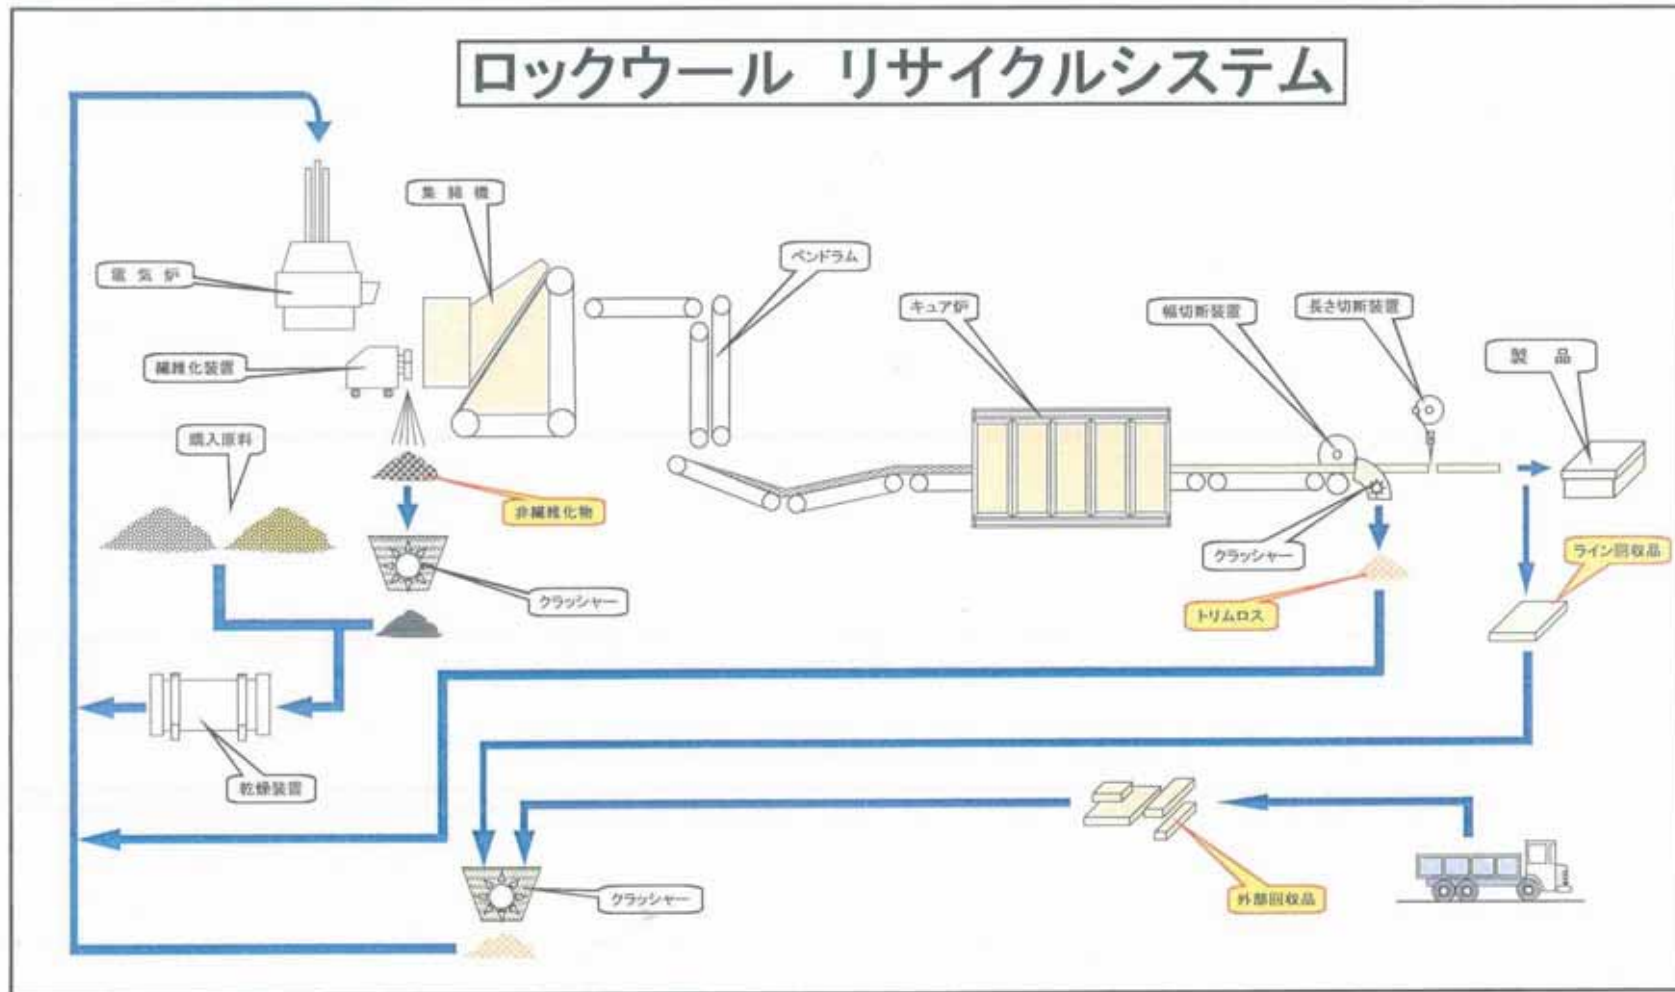 ロックウール リサイクルシステム
集綿機
ペンドラム
電気炉
キュア炉
幅切断装置
長さ切断装置
製品
繊維化装置
購入原料
非繊維化物
クラッシャー
クラッシャー
トリムロス
ライン回収品
乾燥装置
クラッシャー
外部回収品